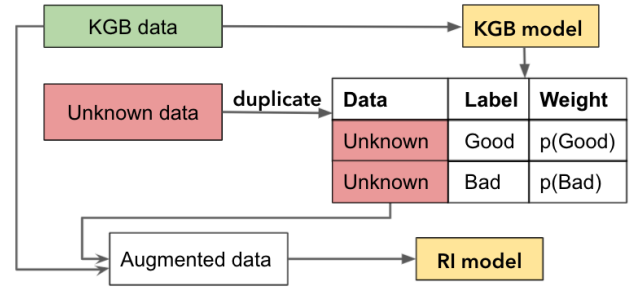 KGB data
KGB model
Unknown data
duplicate
Data Label Weight
Unknown Good p(Good)
Unknown Bad p(Bad)
Augmented data
RI model